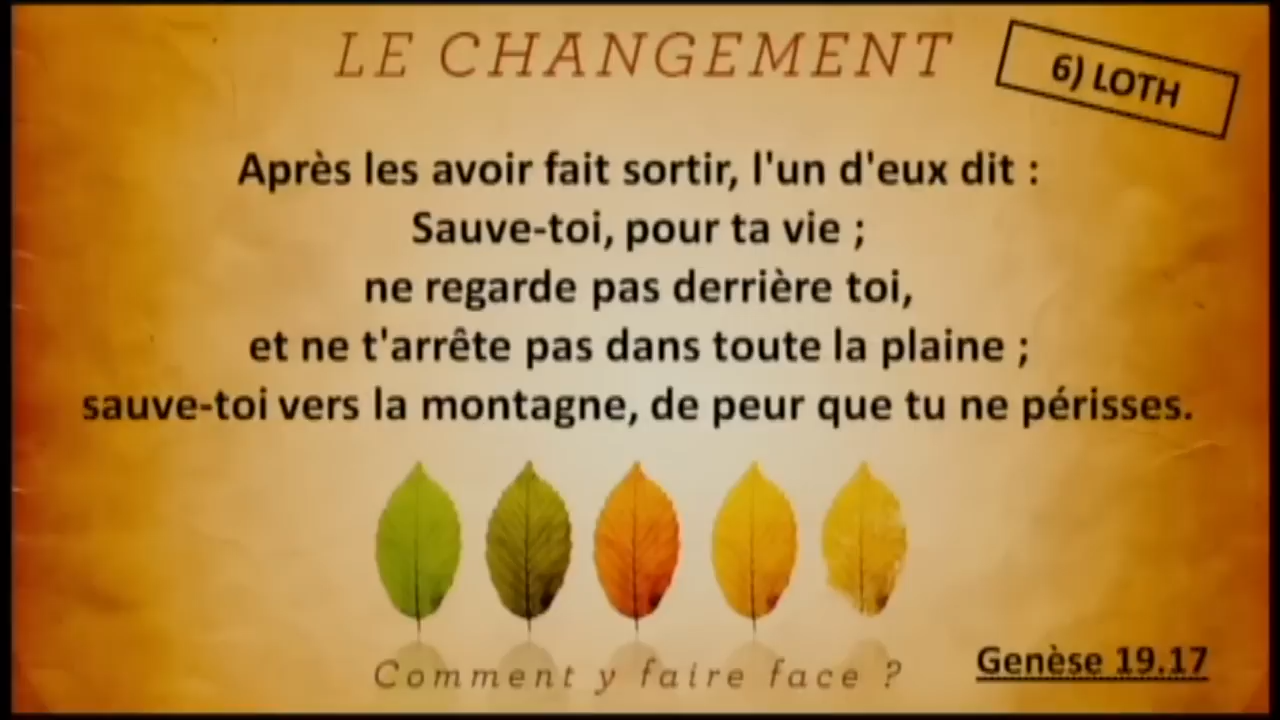 LE CHANGEMENT
6) LOTH
Après les avoir fait sortir, l'un d'eux dit :
Sauve-toi, pour ta vie ;
ne regarde pas derrière toi,
et ne t'arrête pas dans toute la plaine ;
sauve-toi vers la montagne, de peur que tu ne périsses.
Comment y faire face ?
Genèse 19.17